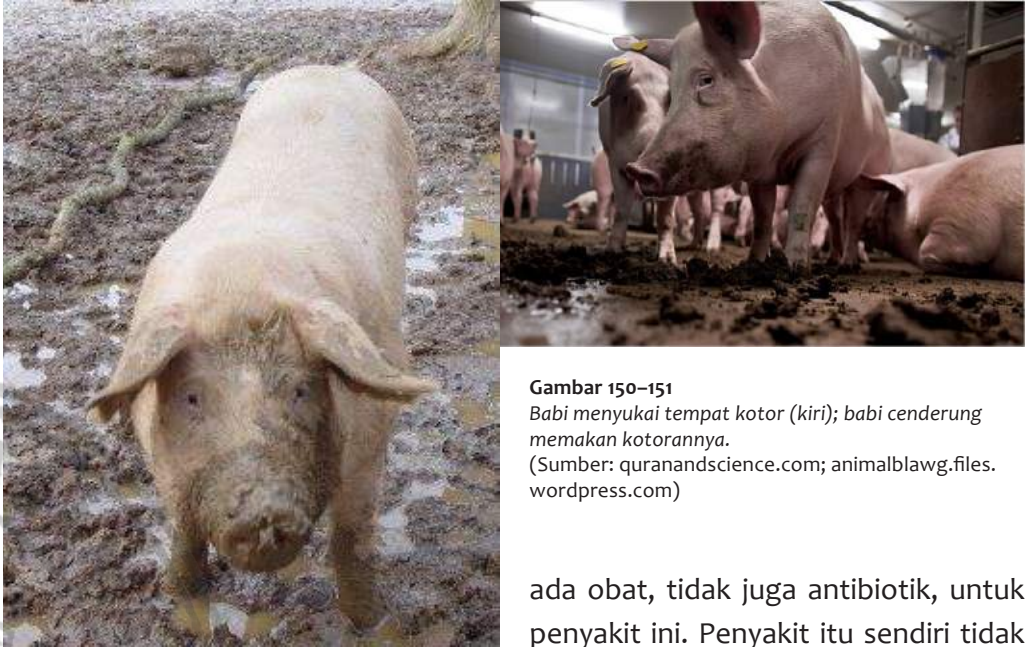 Gambar 150–151
Babi menyukai tempat kotor (kiri); babi cenderung
memakan kotorannya.
(Sumber: quranandscience.com; animalblawg.files.
wordpress.com)
ada obat, tidak juga antibiotik, untuk
penyakit ini. Penyakit itu sendiri tidak